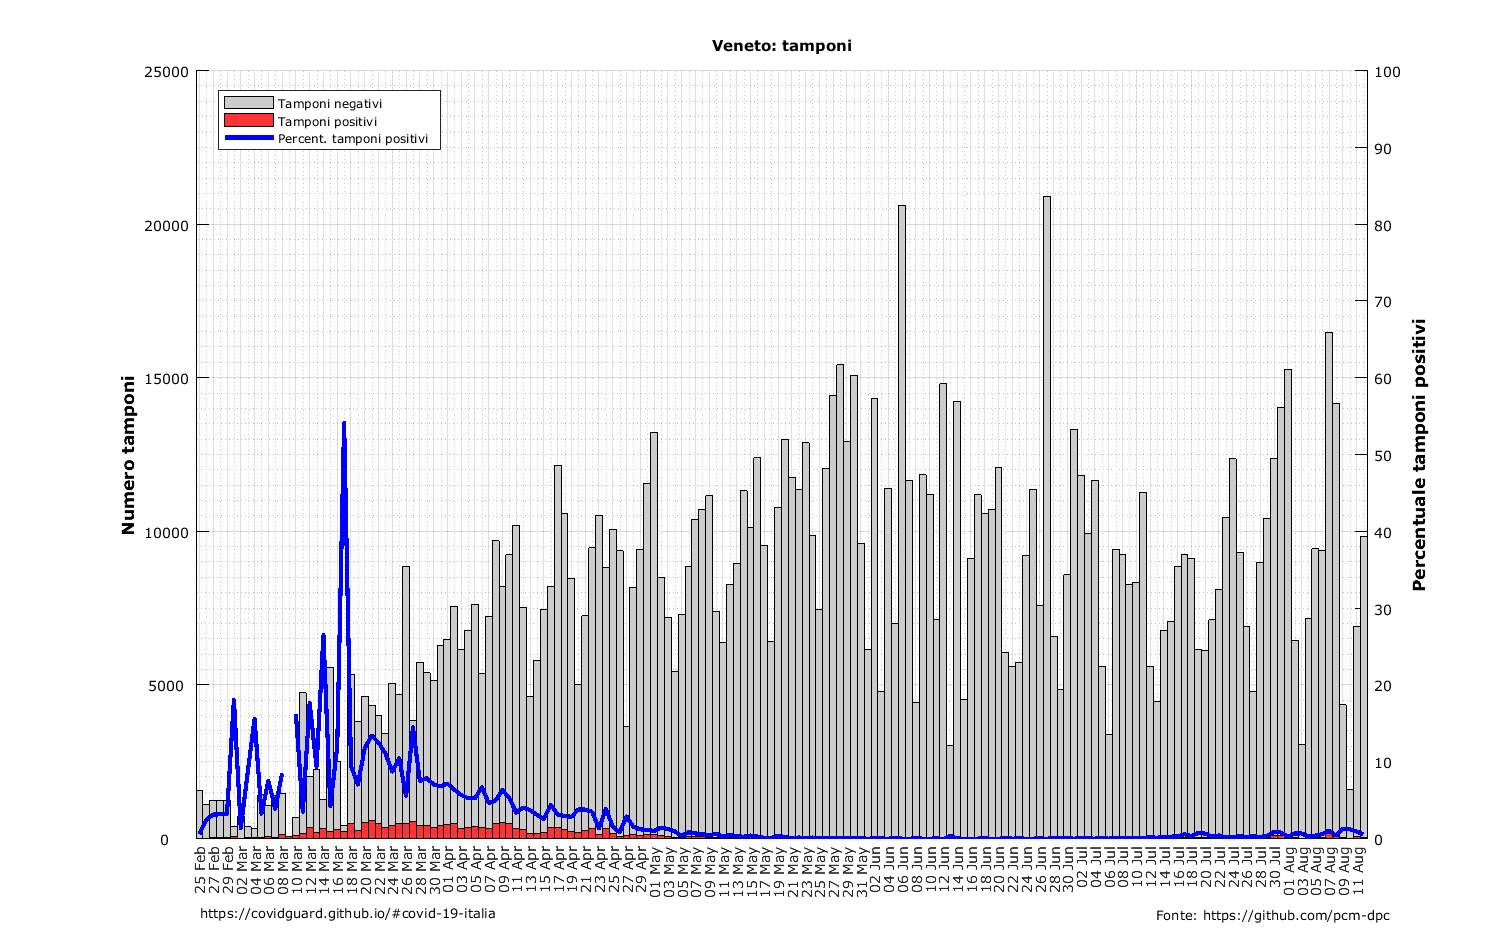 Veneto: tamponi
25000
20000
15000
10000
5000
0
Numero tamponi
Tamponi negativi
Tamponi positivi
Percent. tamponi positivi
100
90
80
70
60
50
40
30
20
10
0
Percentuale tamponi positivi
25 Feb
27 Feb
29 Feb
02 Mar
04 Mar
06 Mar
08 Mar
10 Mar
12 Mar
14 Mar
16 Mar
18 Mar
20 Mar
22 Mar
24 Mar
26 Mar
28 Mar
30 Mar
01 Apr
03 Apr
05 Apr
07 Apr
09 Apr
11 Apr
13 Apr
15 Apr
17 Apr
19 Apr
21 Apr
23 Apr
25 Apr
27 Apr
29 Apr
01 May
03 May
05 May
07 May
09 May
11 May
13 May
15 May
17 May
19 May
21 May
23 May
25 May
27 May
29 May
31 May
02 Jun
04 Jun
06 Jun
08 Jun
10 Jun
12 Jun
14 Jun
16 Jun
18 Jun
20 Jun
22 Jun
24 Jun
26 Jun
28 Jun
30 Jun
02 Jul
04 Jul
06 Jul
08 Jul
10 Jul
12 Jul
14 Jul
16 Jul
18 Jul
20 Jul
22 Jul
24 Jul
26 Jul
28 Jul
30 Jul
01 Aug
03 Aug
05 Aug
07 Aug
09 Aug
11 Aug
https://covidguard.github.io/#covid-19-italia
Fonte: https://github.com/pcm-dpc